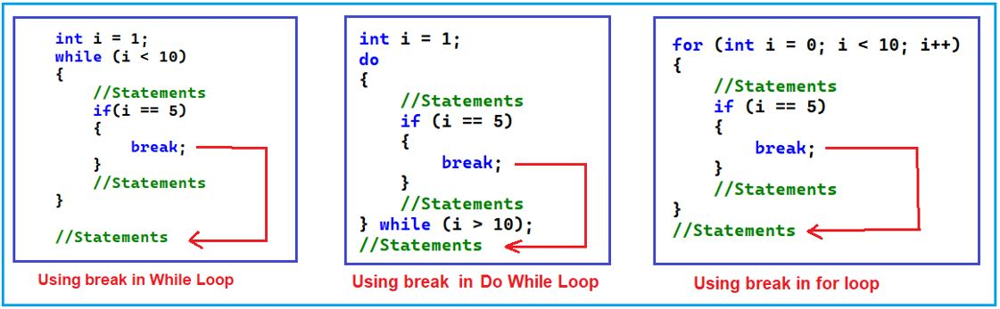 int i = 1;
while (i < 10)
{
//Statements
if(i == 5)
{
break;
}
//Statements
}
//Statements
Using break in While Loop
int i = 1;
do
{
//Statements
if (i == 5)
{
break;
}
//Statements
} while (i > 10);
//Statements
Using break in Do While Loop
for (int i = 0; i < 10; i++)
{
//Statements
if (i == 5)
{
break;
}
//Statements
}
//Statements
Using break in for loop